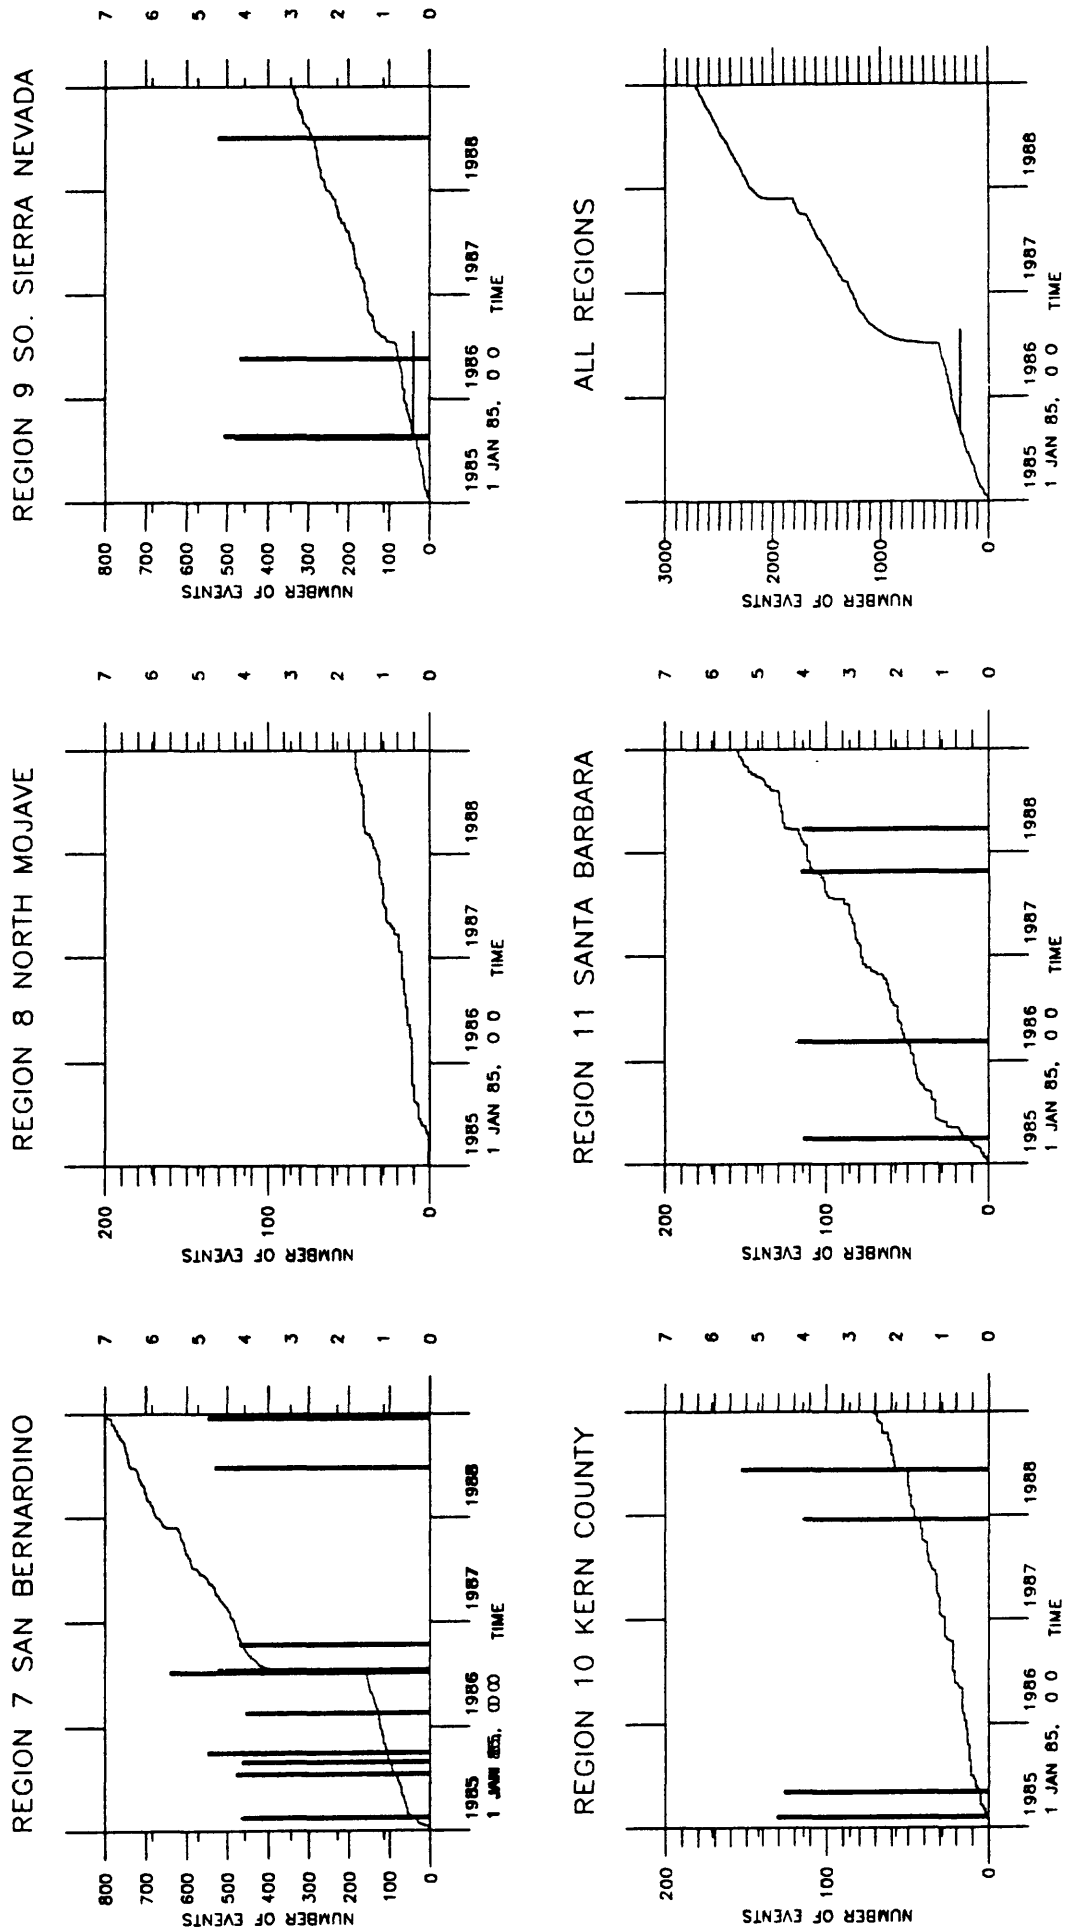 REGION 7 SAN BERNARDINO
NUMBER OF EVENTS
800
700
600
500
400
300
200
100
0
7
6
5
4
3
2
1
0
1985 1986 1987 1988
1 JAN 85, 0 0 TIME
REGION 8 NORTH MOJAVE
NUMBER OF EVENTS
200
100
0
7
6
5
4
3
2
1
0
1985 1986 1987 1988
1 JAN 85, 0 0 TIME
REGION 9 SO. SIERRA NEVADA
NUMBER OF EVENTS
800
700
600
500
400
300
200
100
0
7
6
5
4
3
2
1
0
1985 1986 1987 1988
1 JAN 85, 0 0 TIME
REGION 10 KERN COUNTY
NUMBER OF EVENTS
200
100
0
7
6
5
4
3
2
1
0
1985 1986 1987 1988
1 JAN 85, 0 0 TIME
REGION 11 SANTA BARBARA
NUMBER OF EVENTS
200
100
0
7
6
5
4
3
2
1
0
1985 1986 1987 1988
1 JAN 85, 0 0 TIME
ALL REGIONS
NUMBER OF EVENTS
3000
2000
1000
0
1985 1986 1987 1988
1 JAN 85, 0 0 TIME